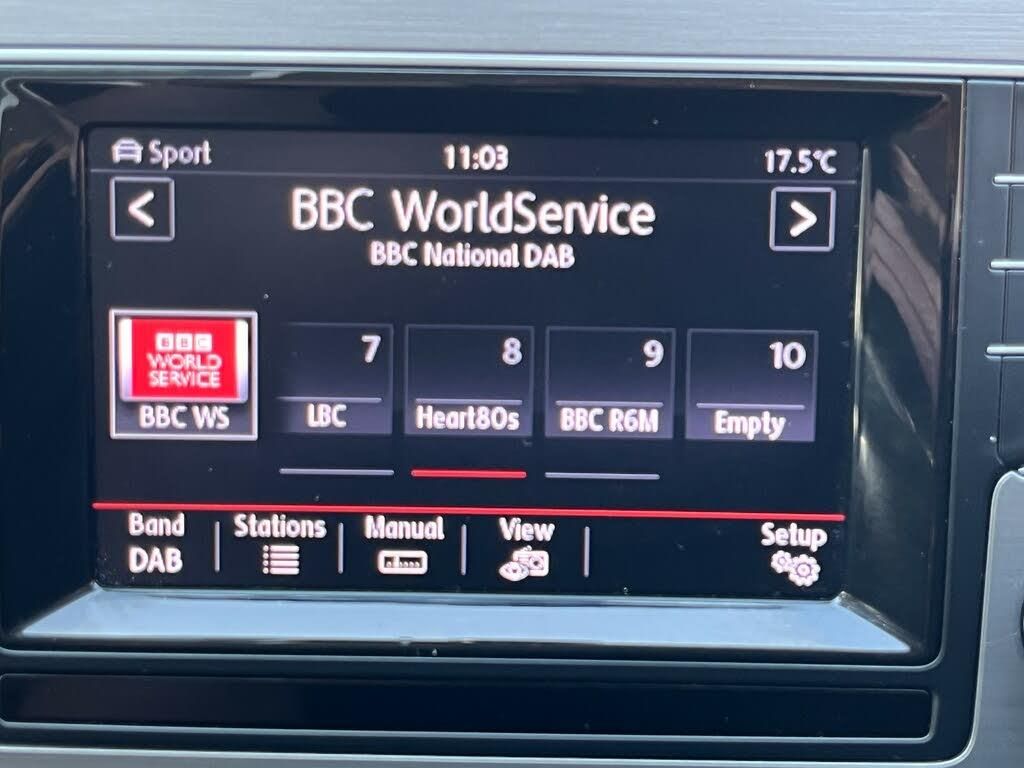 Sport 11:03 17.5°C
< BBC WorldService >
BBC National DAB
BBC
WORLD
SERVICE
BBC WS
7
LBC
8
Heart80s
9
BBC R6M
10
Empty
Band
DAB
Stations
Manual
View
Setup